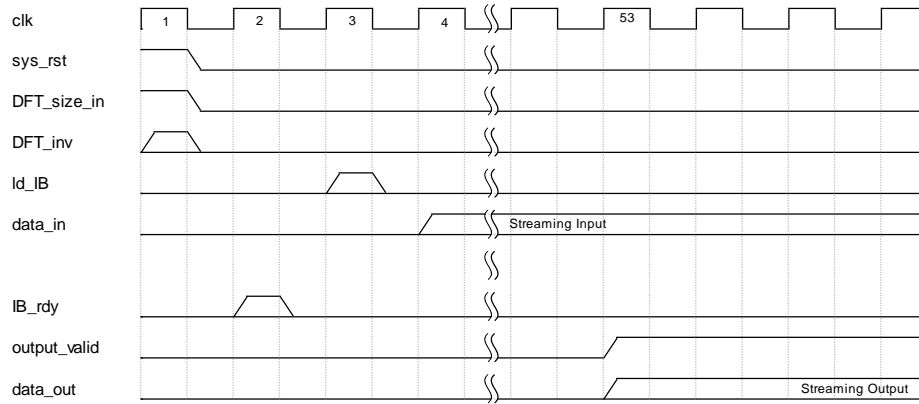 clk 1 2 3 4 53
sys_rst
DFT_size_in
DFT_inv
ld_IB
data_in Streaming Input
IB_rdy
output_valid
data_out Streaming Output